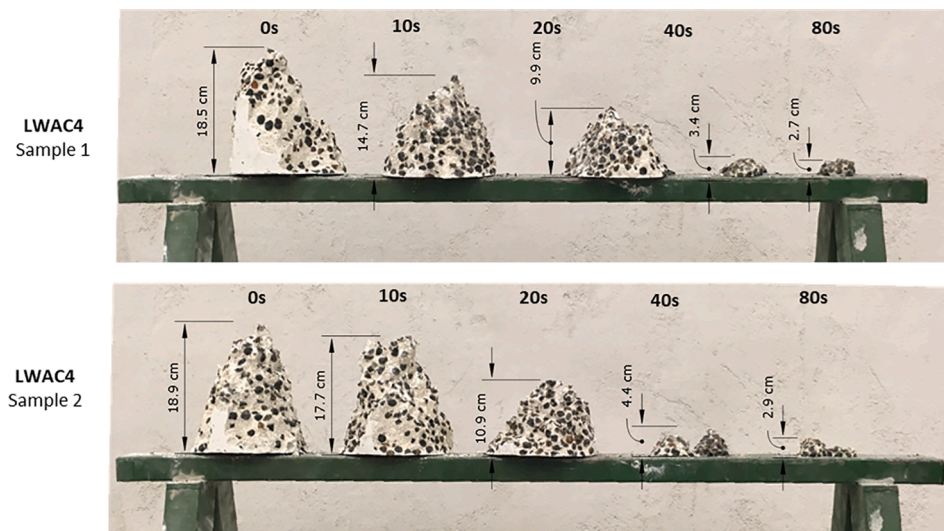 0s 10s 20s 40s 80s
18.5 cm
14.7 cm
9.9 cm
3.4 cm
2.7 cm
LWAC4
Sample 1
0s 10s 20s 40s 80s
18.9 cm
17.7 cm
10.9 cm
4.4 cm
2.9 cm
LWAC4
Sample 2